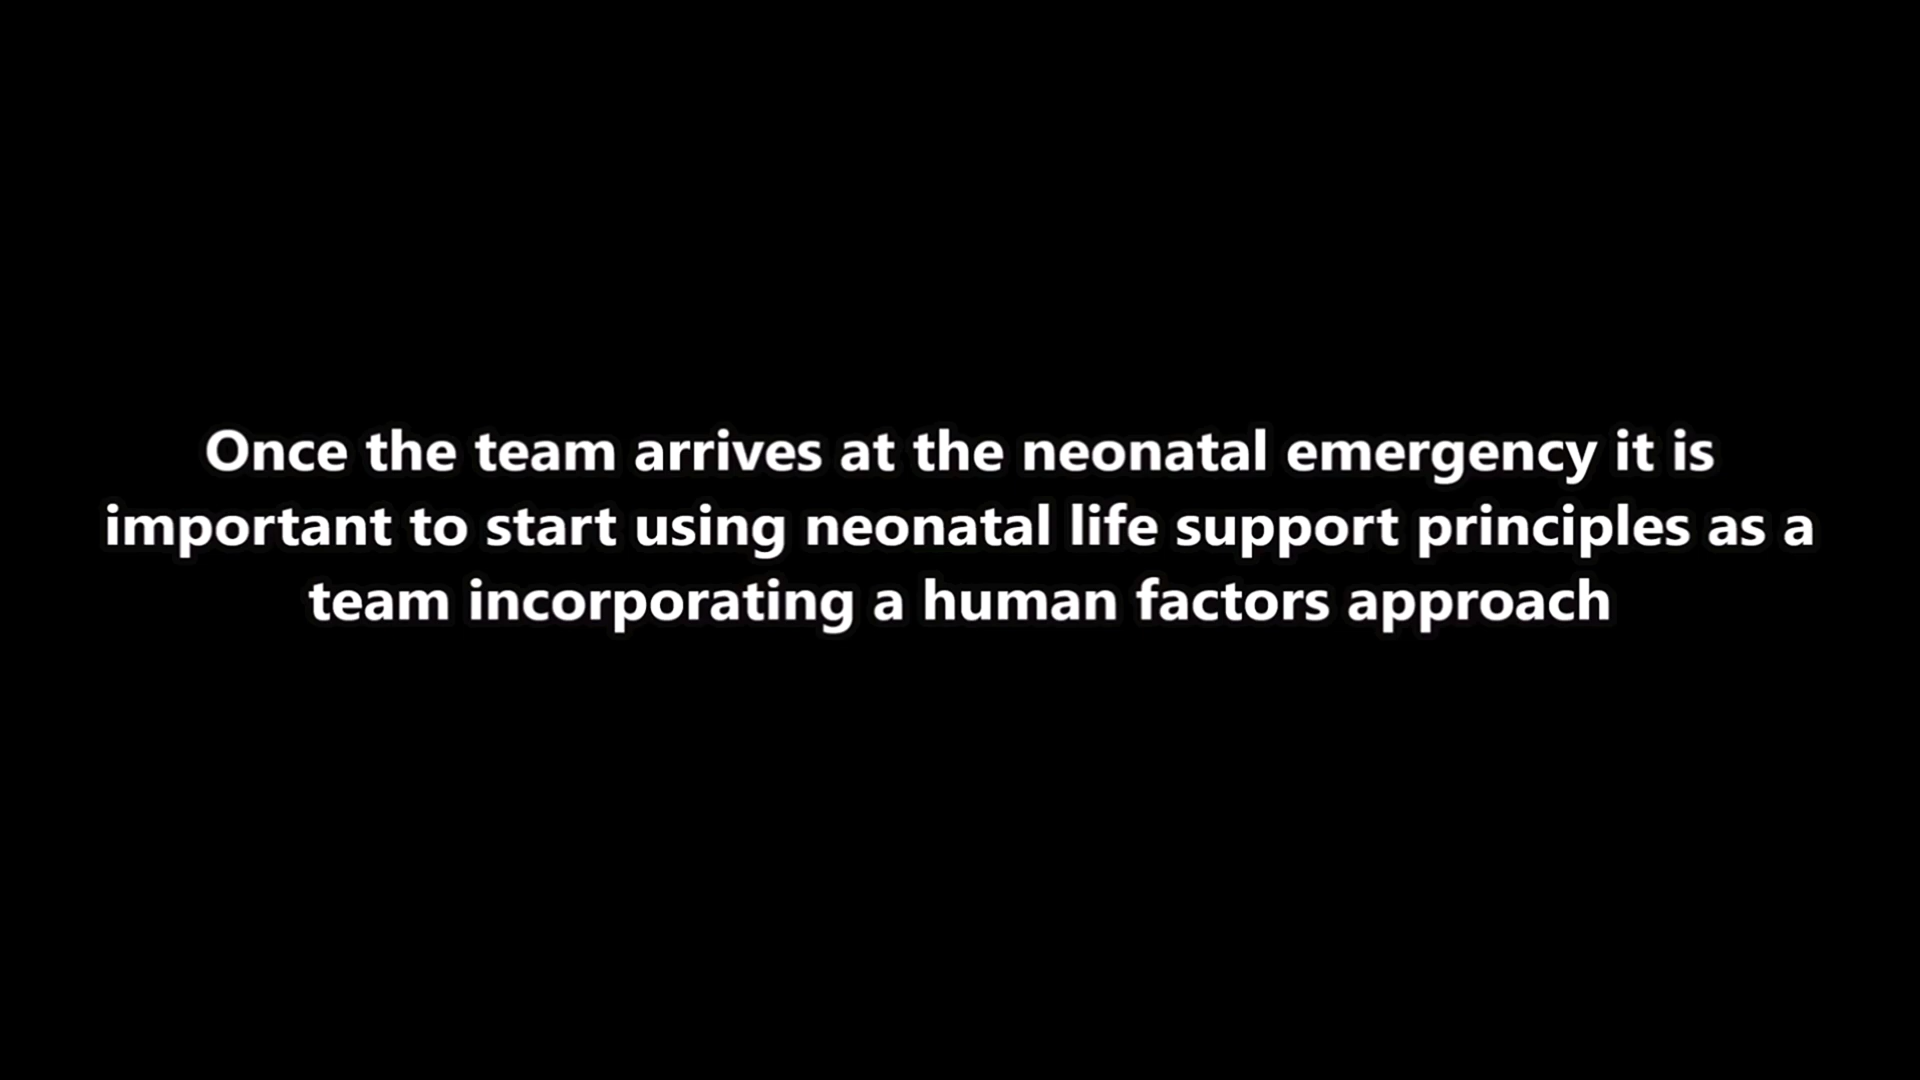 Once the team arrives at the neonatal emergency it is
important to start using neonatal life support principles as a
team incorporating a human factors approach